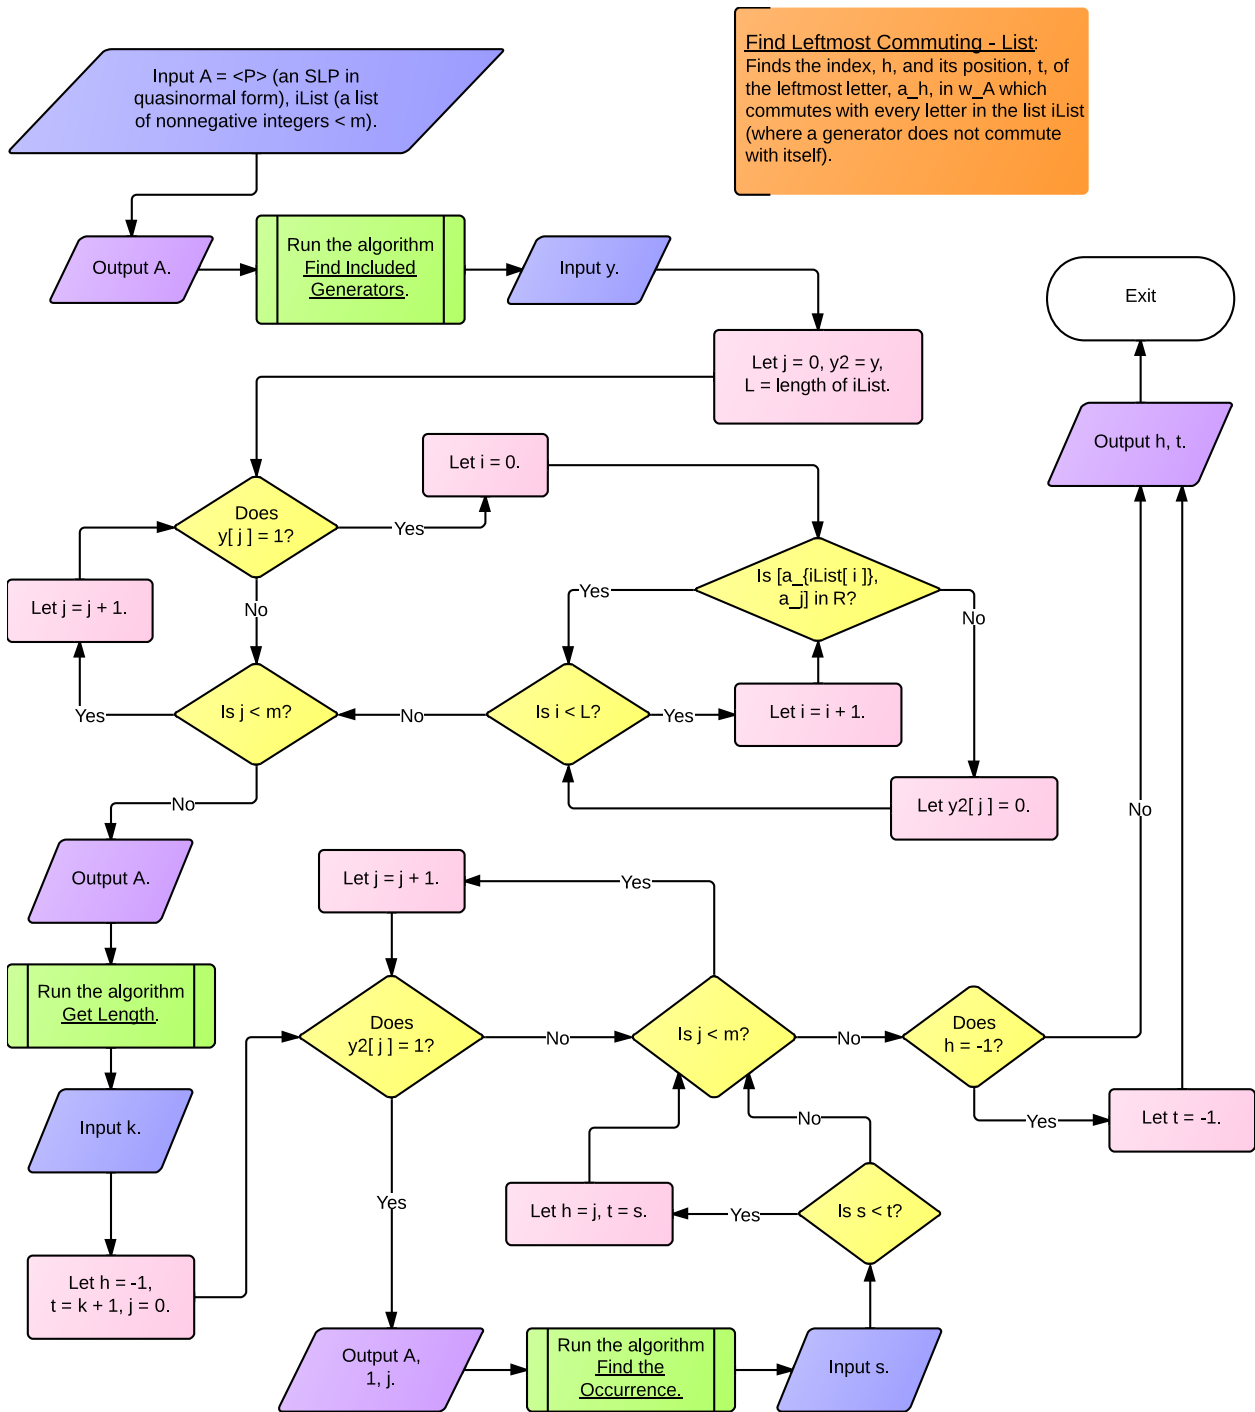 Find Leftmost Commuting - List:
Finds the index, h, and its position, t, of
the leftmost letter, a_h, in w_A which
commutes with every letter in the list iList
(where a generator does not commute
with itself).
Input A = <P> (an SLP in
quasinormal form), iList (a list
of nonnegative integers < m).
Output A.
Run the algorithm
Find Included
Generators.
Input y.
Let j = 0, y2 = y,
L = length of iList.
Exit
Output h, t.
Let i = 0.
Does
y[ j ] = 1?
Yes
No
Let j = j + 1.
Is [a_{iList[ i ]},
a_j] in R?
Yes
No
Is j < m?
Yes
No
Is i < L?
No
Yes
Let i = i + 1.
Let y2[ j ] = 0.
Output A.
Run the algorithm
Get Length.
Input k.
Let h = -1,
t = k + 1, j = 0.
Let j = j + 1.
Yes
Does
y2[ j ] = 1?
No
Yes
Is j < m?
No
Does
h = -1?
No
Yes
Let t = -1.
No
Let h = j, t = s.
Yes
Is s < t?
Output A,
1, j.
Run the algorithm
Find the
Occurrence.
Input s.